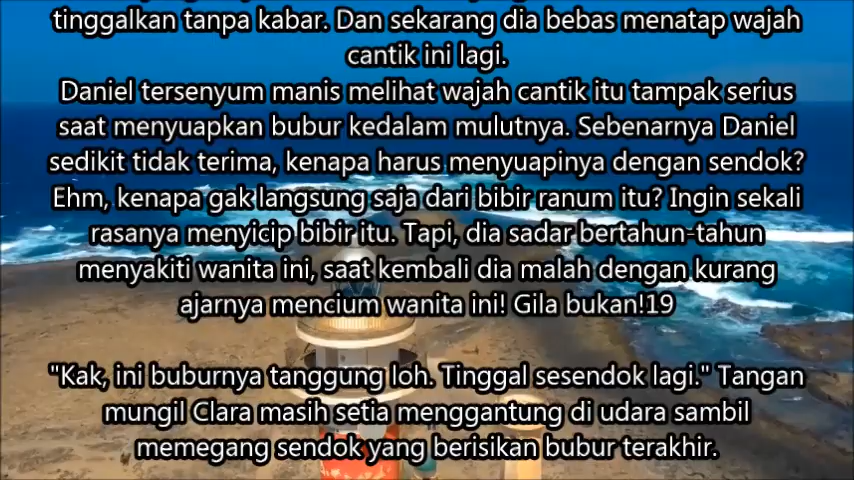 tinggalkan tanpa kabar. Dan sekarang dia bebas menatap wajah
cantik ini lagi.
Daniel tersenyum manis melihat wajah cantik itu tampak serius
saat menyuapkan bubur kedalam mulutnya. Sebenarnya Daniel
sedikit tidak terima, kenapa harus menyuapinya dengan sendok?
Ehm, kenapa gak langsung saja dari bibir ranum itu? Ingin sekali
rasanya menyicip bibir itu. Tapi, dia sadar bertahun-tahun
menyakiti wanita ini, saat kembali dia malah dengan kurang
ajarnya mencium wanita ini! Gila bukan!19
"Kak, ini buburnya tanggung loh. Tinggal sesendok lagi." Tangan
mungil Clara masih setia menggantung di udara sambil
memegang sendok yang berisikan bubur terakhir.